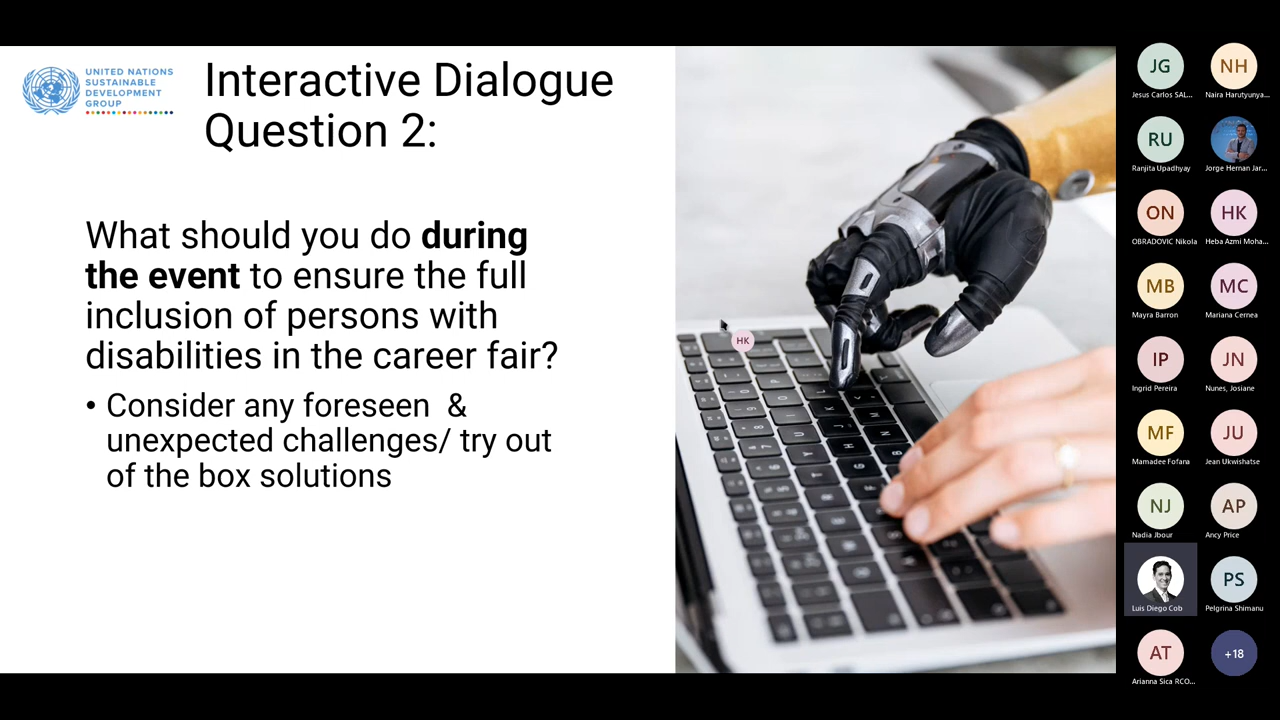 UNITED NATIONS
SUSTAINABLE
DEVELOPMENT
GROUP
Interactive Dialogue
Question 2:
What should you do during
the event to ensure the full
inclusion of persons with
disabilities in the career fair?
• Consider any foreseen  &
unexpected challenges/ try out
of the box solutions
HK
JG
Jesus Carlos SAL...
NH
Naira Harutyunya...
RU
Ranjita Upadhyay
Jorge Hernan Jar...
ON
OBRADOVIC Nikola
HK
Heba Azmi Moha...
MB
Mayra Barron
MC
Mariana Cernea
IP
Ingrid Pereira
JN
Nunes, Josiane
MF
Mamadee Fofana
JU
Jean Ukwishatse
NJ
Nadia Jbour
AP
Ancy Price
Luis Diego Cob
PS
Pelgrina Shimanu
AT
Arianna Sica RCO...
+18